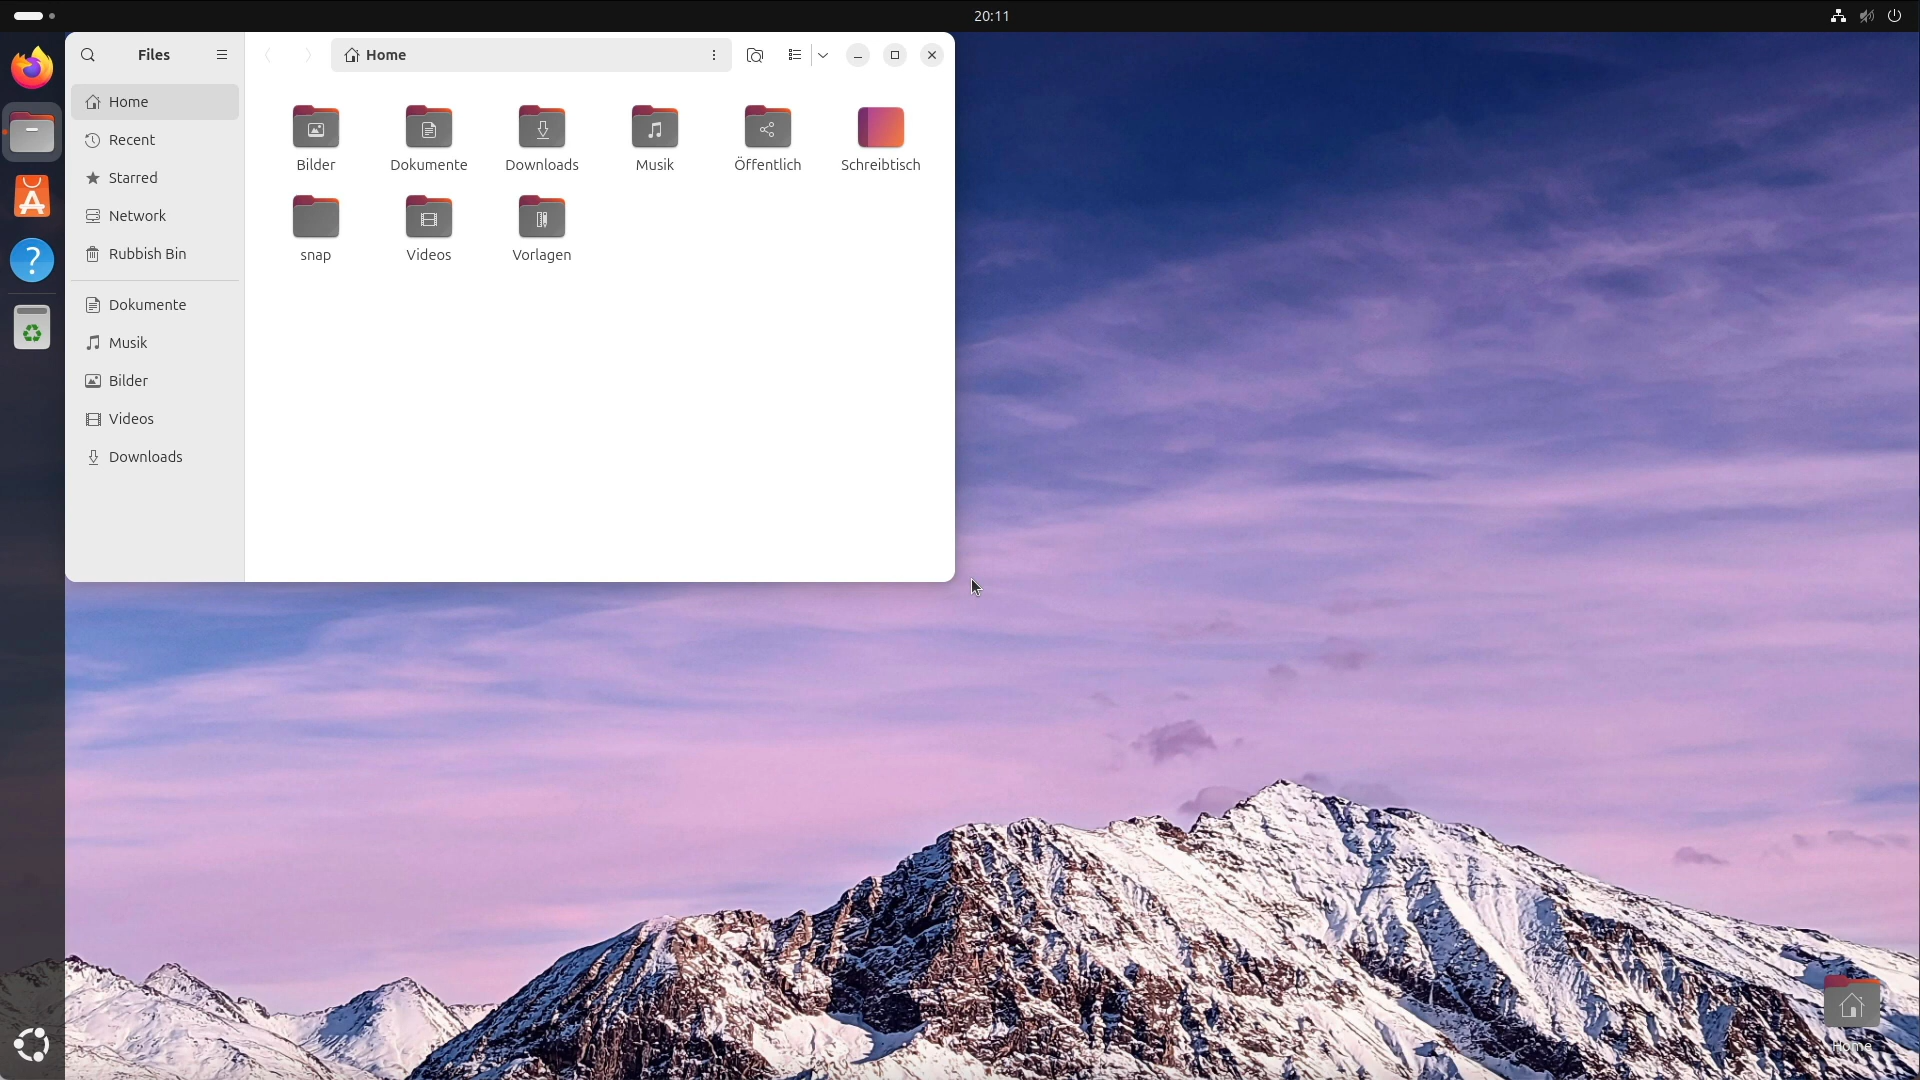 20:11
Files
Home
Home
Recent
Starred
Network
Rubbish Bin
Dokumente
Musik
Bilder
Videos
Downloads
Bilder
Dokumente
Downloads
Musik
Öffentlich
Schreibtisch
snap
Videos
Vorlagen
Home